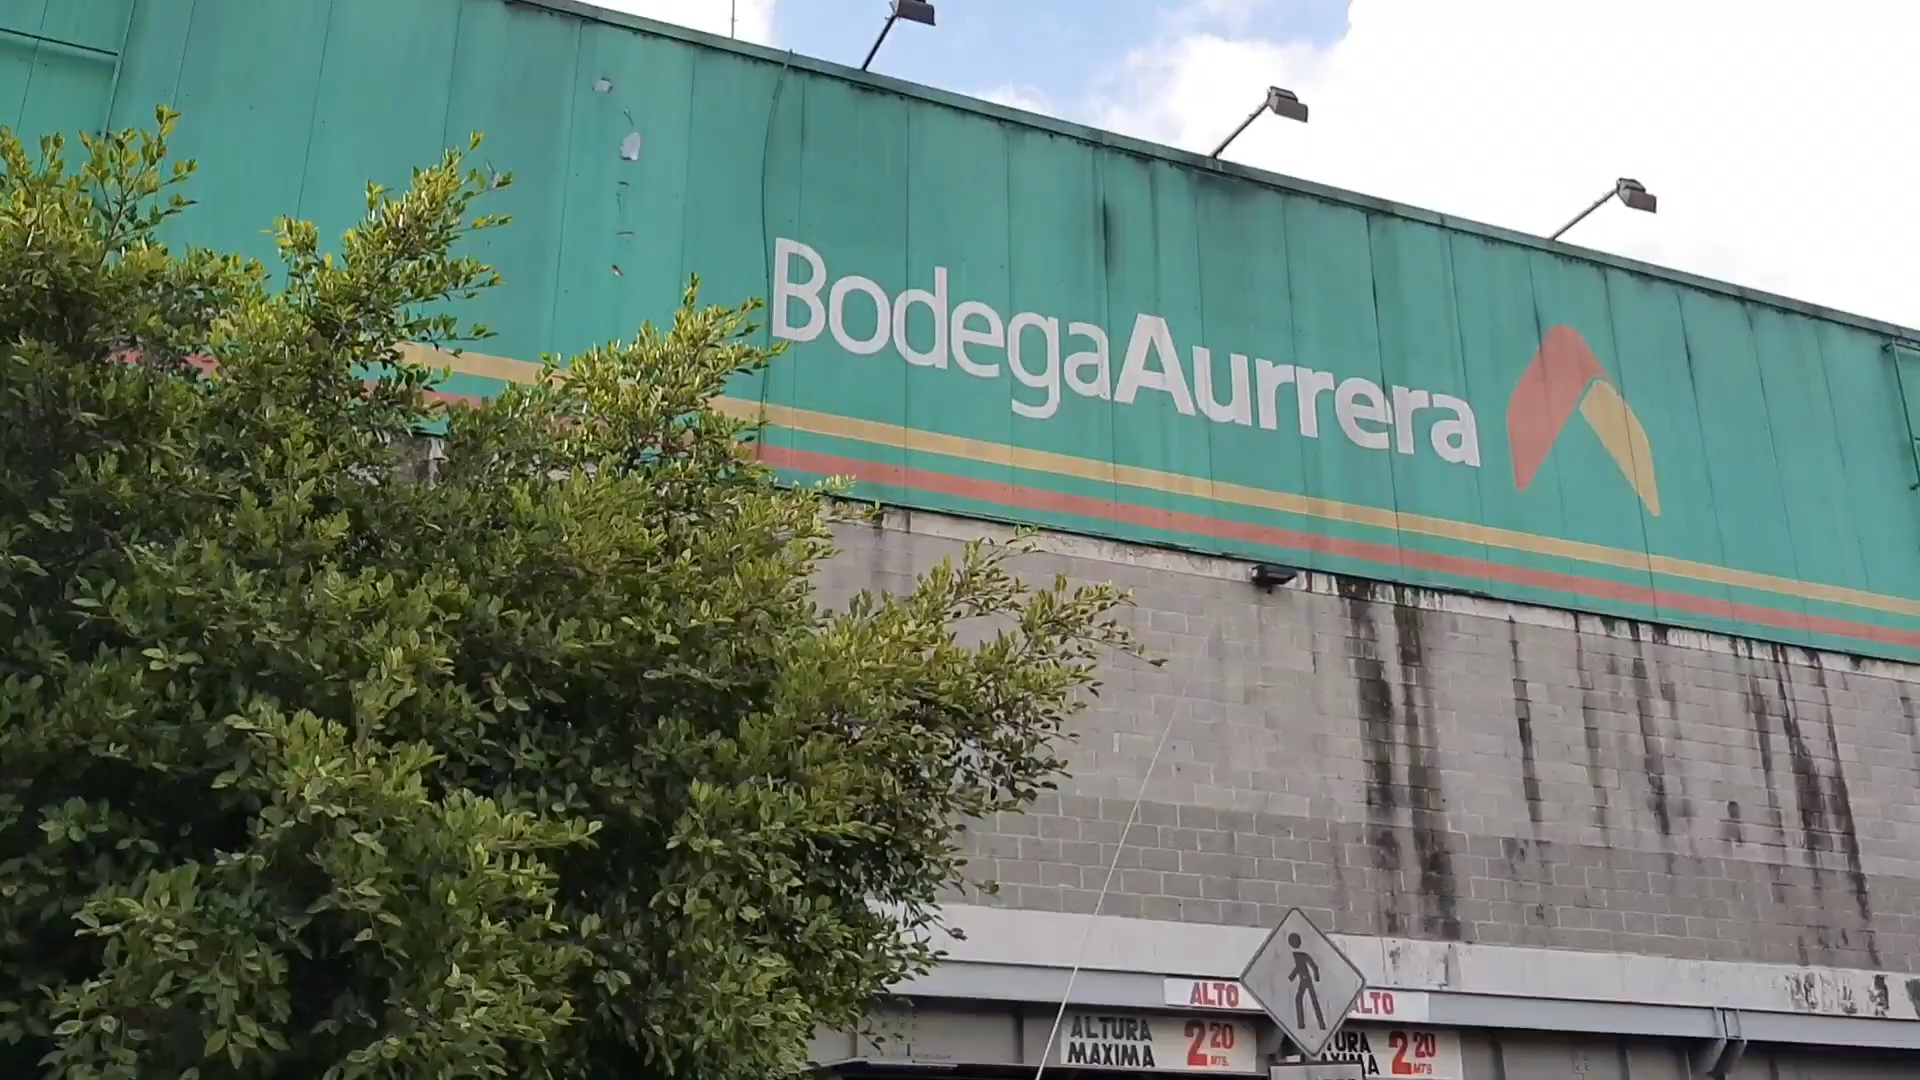 BodegaAurrera
ALTO
ALTO
ALTURA
MAXIMA
2.20
MTS.
2.20
MTS